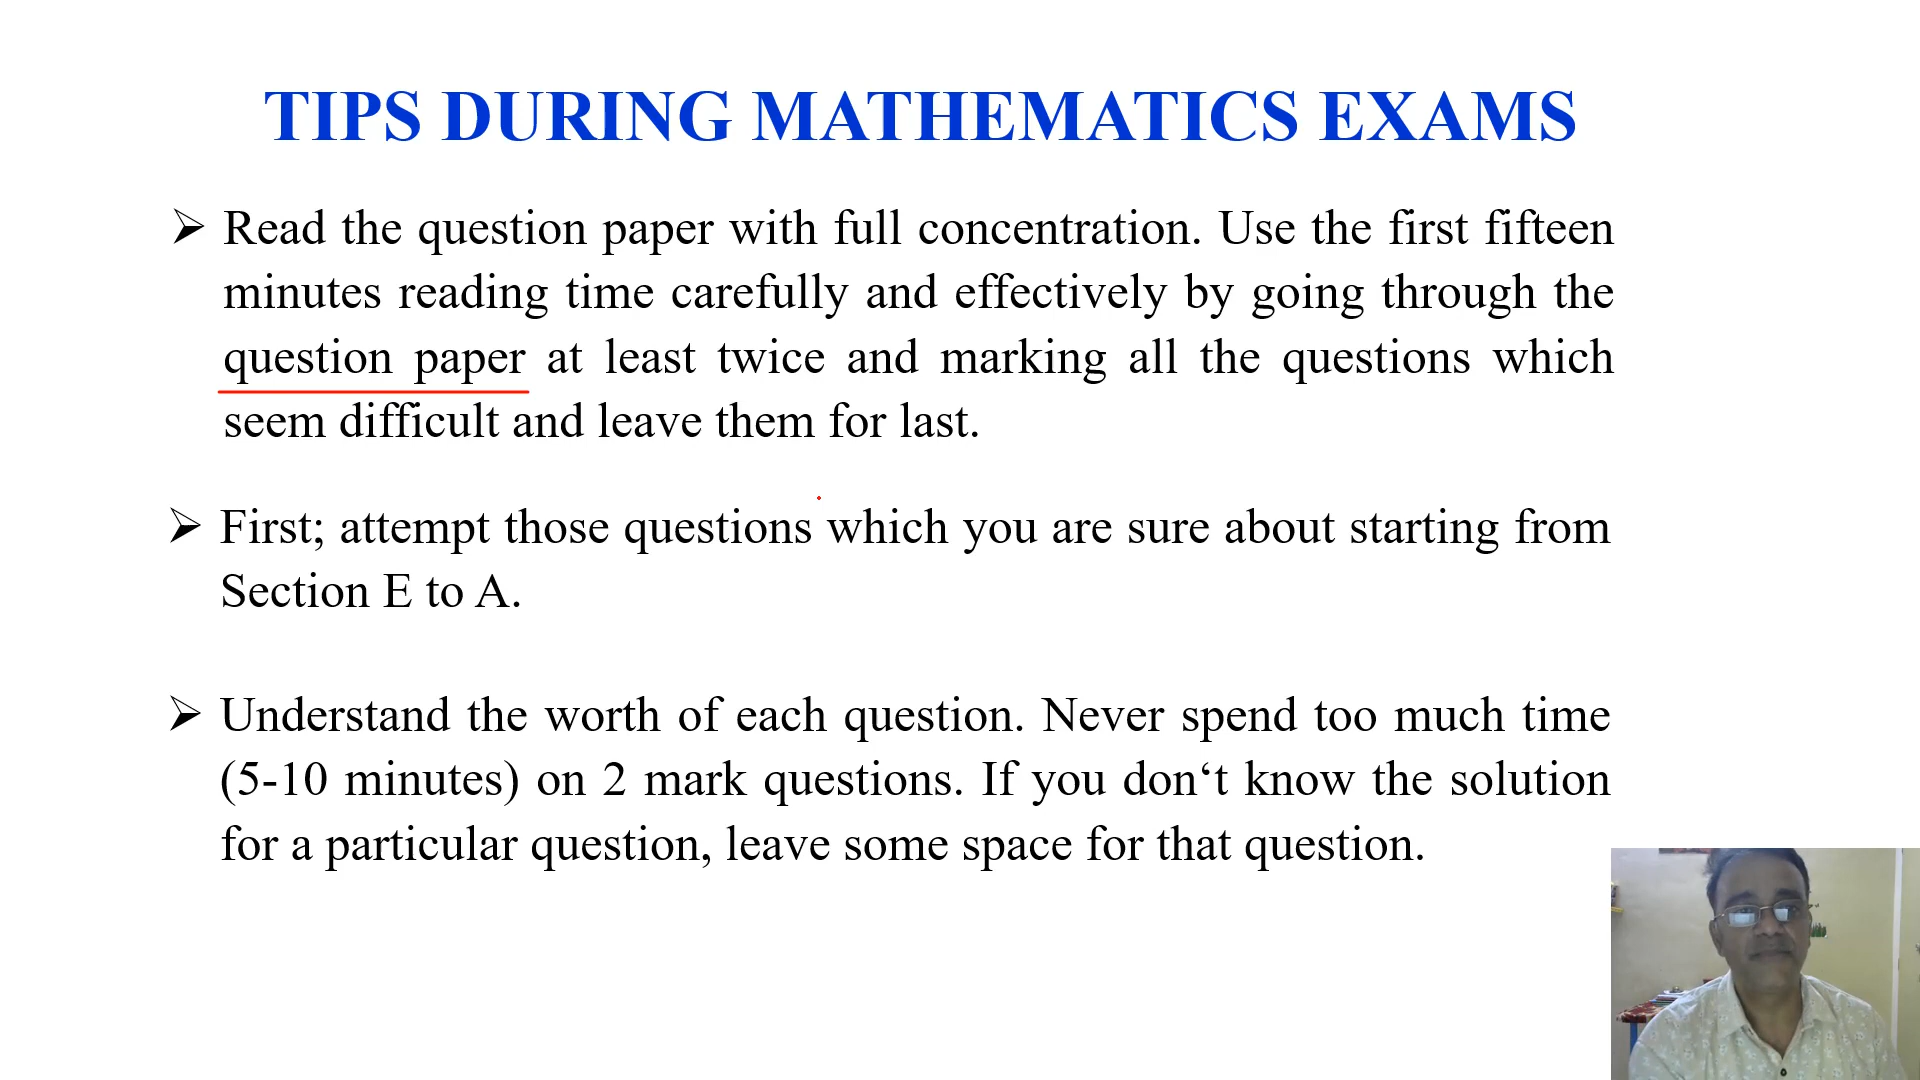 TIPS DURING MATHEMATICS EXAMS
➢ Read the question paper with full concentration. Use the first fifteen
minutes reading time carefully and effectively by going through the
question paper at least twice and marking all the questions which
seem difficult and leave them for last.
➢ First; attempt those questions which you are sure about starting from
Section E to A.
➢ Understand the worth of each question. Never spend too much time
(5-10 minutes) on 2 mark questions. If you don‘t know the solution
for a particular question, leave some space for that question.